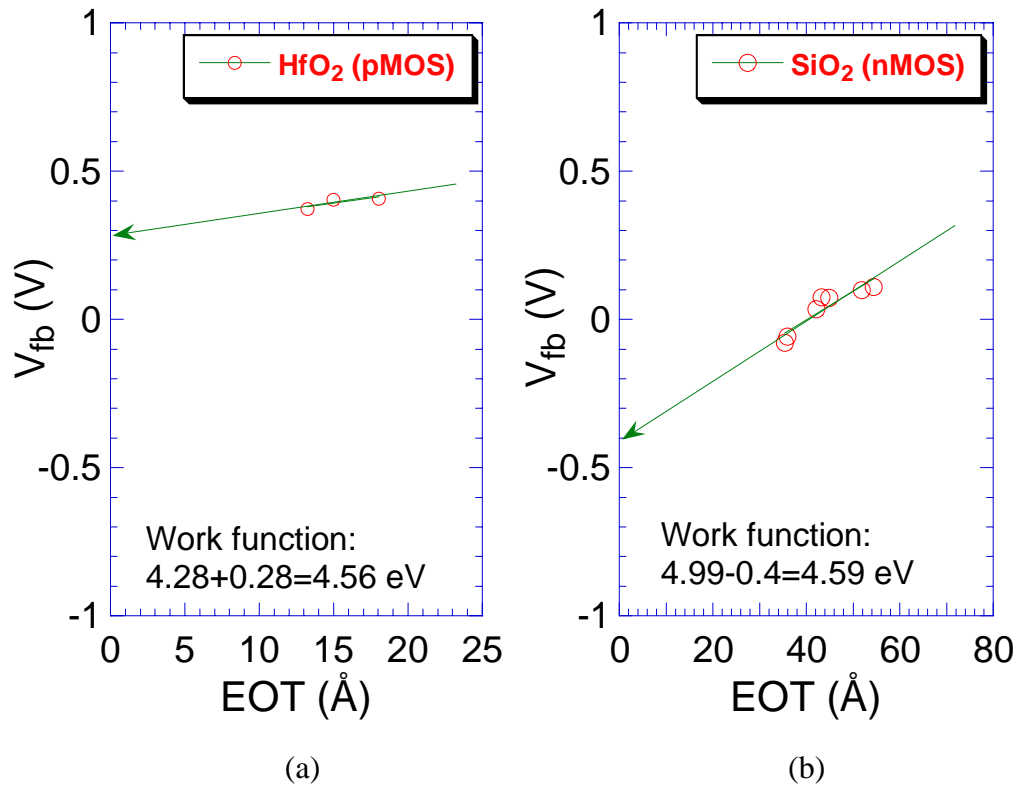 1
0.5
0
-0.5
-1
V_fb (V)
HfO₂ (pMOS)
Work function:
4.28+0.28=4.56 eV
0 5 10 15 20 25
EOT (Å)
(a)
1
0.5
0
-0.5
-1
V_fb (V)
SiO₂ (nMOS)
Work function:
4.99-0.4=4.59 eV
0 20 40 60 80
EOT (Å)
(b)